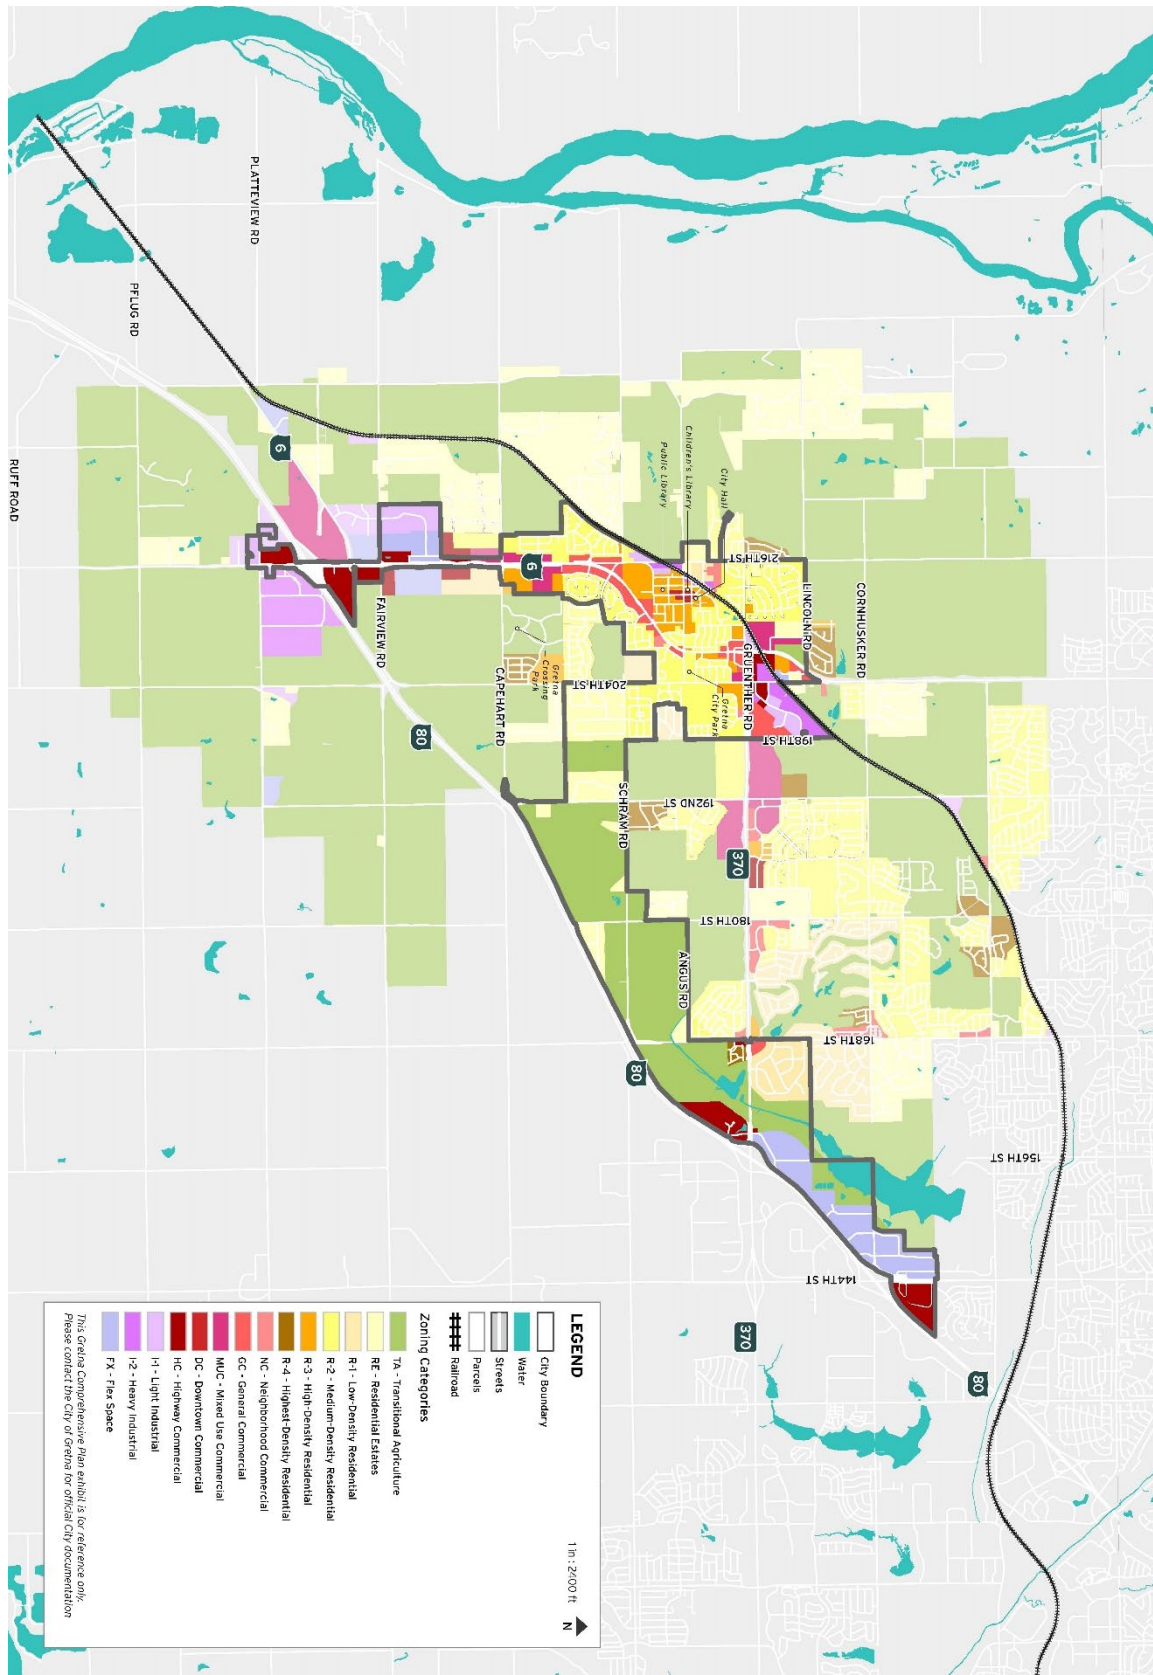 PLATTEVIEW RD
PFLUG RD
RUFF ROAD
6
FAIRVIEW RD
CAPEHART RD
80
6
Gretna
Crossing
Park
204TH ST
Public Library
Children's Library
City Hall
216TH ST
LINCOLN RD
CORNHUSKER RD
GRUENTHER RD
Gretna
City Park
198TH ST
192ND ST
SCHRAM RD
370
180TH ST
ANGUS RD
168TH ST
80
156TH ST
144TH ST
370
80
LEGEND
City Boundary
Water
Streets
Parcels
Railroad
Zoning Categories
TA - Transitional Agriculture
RE - Residential Estates
R-1 - Low-Density Residential
R-2 - Medium-Density Residential
R-3 - High-Density Residential
R-4 - Highest-Density Residential
NC - Neighborhood Commercial
GC - General Commercial
MUC - Mixed Use Commercial
DC - Downtown Commercial
HC - Highway Commercial
I-1 - Light Industrial
I-2 - Heavy Industrial
FX - Flex Space
1 in : 2400 ft
N
This Gretna Comprehensive Plan exhibit is for reference only.
Please contact the City of Gretna for official City documentation